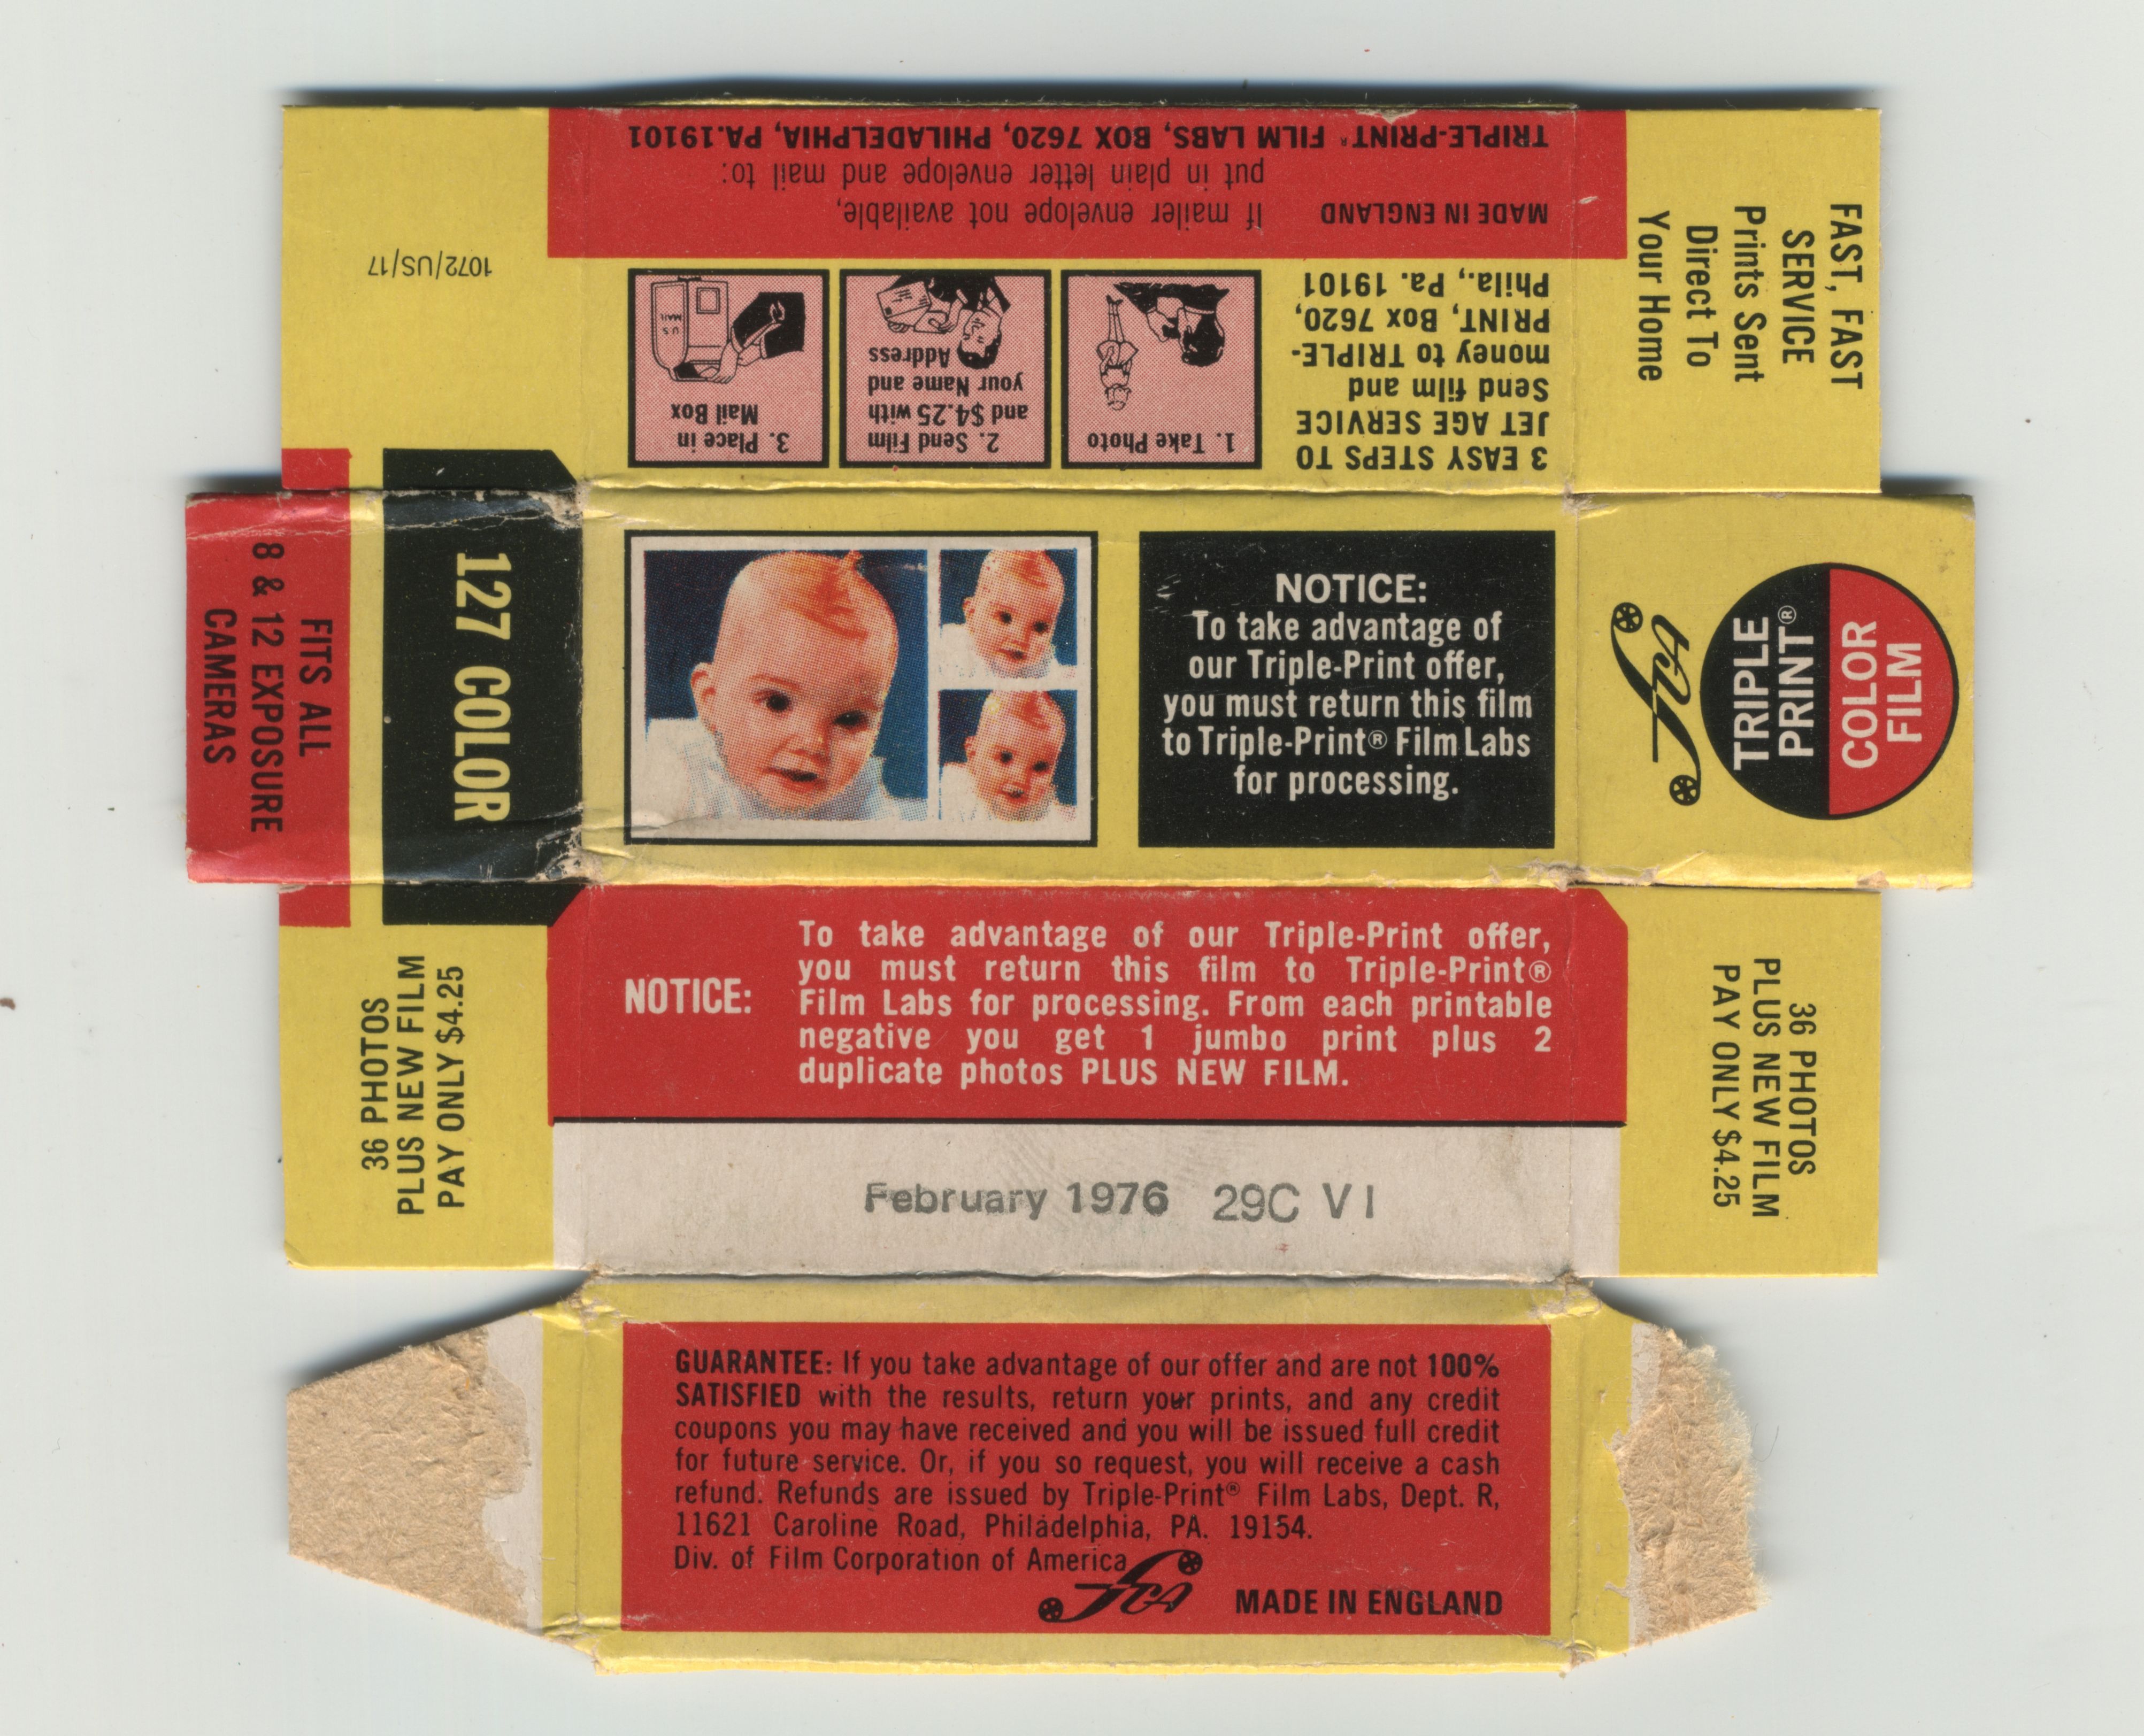 TRIPLE-PRINT® FILM LABS, BOX 7620, PHILADELPHIA, PA.19101
put in plain letter envelope and mail to:
If mailer envelope not available,
MADE IN ENGLAND
1072/US/17
3 EASY STEPS TO
JET AGE SERVICE
Send film and
money to TRIPLE-
PRINT, Box 7620,
Phila., Pa. 19101
1. Take Photo
2. Send Film
and $4.25 with
your Name and
Address
3. Place in
Mail Box
U.S.
MAIL
FAST, FAST
SERVICE
Prints Sent
Direct To
Your Home
FITS ALL
8 & 12 EXPOSURE
CAMERAS
127 COLOR
NOTICE:
To take advantage of
our Triple-Print offer,
you must return this film
to Triple-Print® Film Labs
for processing.
TRIPLE
PRINT®
COLOR
FILM
36 PHOTOS
PLUS NEW FILM
PAY ONLY $4.25
NOTICE:
To take advantage of our Triple-Print offer,
you must return this film to Triple-Print®
Film Labs for processing. From each printable
negative you get 1 jumbo print plus 2
duplicate photos PLUS NEW FILM.
36 PHOTOS
PLUS NEW FILM
PAY ONLY $4.25
February 1976 29C VI
GUARANTEE: If you take advantage of our offer and are not 100%
SATISFIED with the results, return your prints, and any credit
coupons you may have received and you will be issued full credit
for future service. Or, if you so request, you will receive a cash
refund. Refunds are issued by Triple-Print® Film Labs, Dept. R,
11621 Caroline Road, Philadelphia, PA. 19154.
Div. of Film Corporation of America
MADE IN ENGLAND